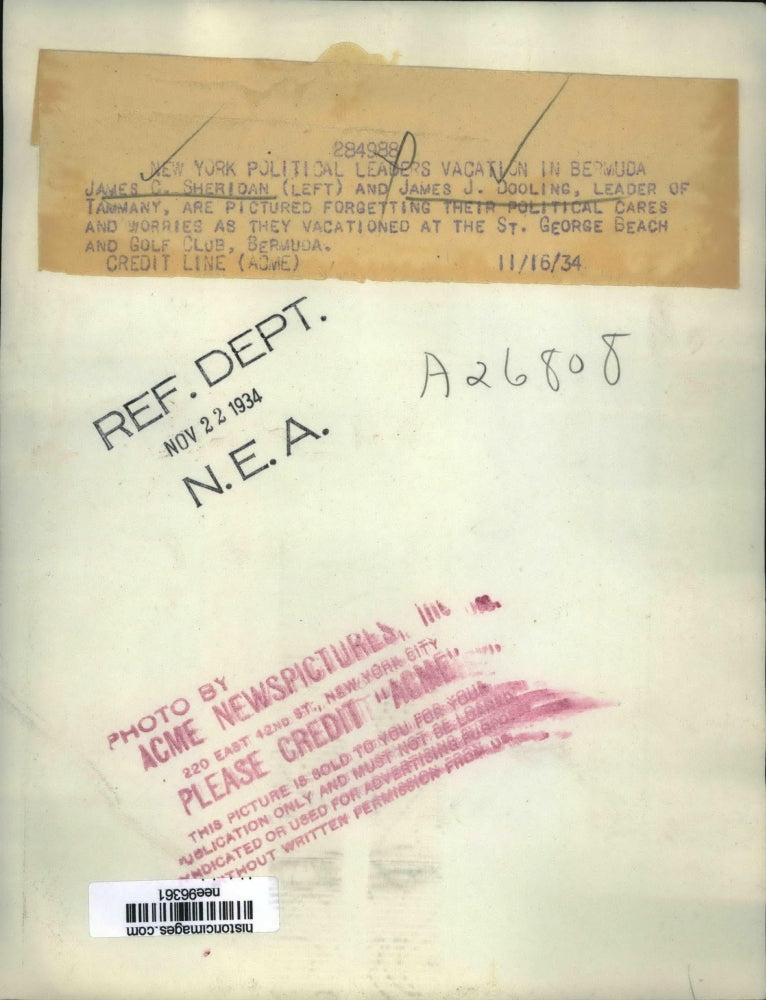 284988
NEW YORK POLITICAL LEADERS VACATION IN BERMUDA
JAMES C. SHERIDAN (LEFT) AND JAMES J. DOOLING, LEADER OF
TAMMANY, ARE PICTURED FORGETTING THEIR POLITICAL CARES
AND WORRIES AS THEY VACATIONED AT THE ST. GEORGE BEACH
AND GOLF CLUB, BERMUDA.
CREDIT LINE (ACME) 11/16/34
REF. DEPT.
NOV 22 1934
N.E.A.
A26808
PHOTO BY
ACME NEWSPICTURES, INC
220 EAST 42ND ST., NEW YORK CITY
PLEASE CREDIT "ACME"
THIS PICTURE IS SOLD TO YOU FOR YOUR
PUBLICATION ONLY AND MUST NOT BE LOANED
SYNDICATED OR USED FOR ADVERTISING
WITHOUT WRITTEN PERMISSION FROM US
historicimages.com
nee96361